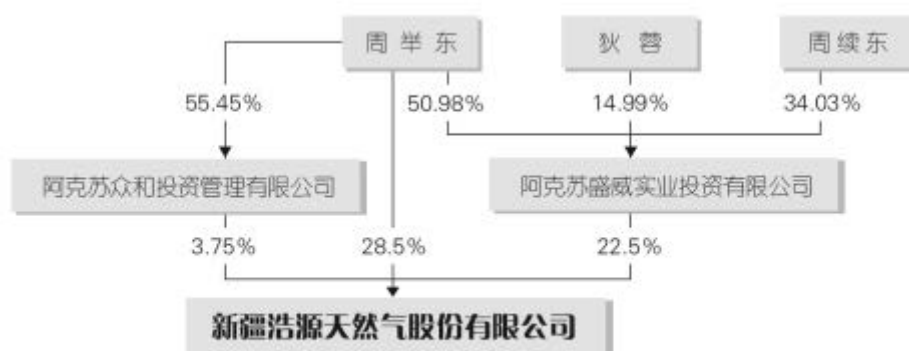 周举东 狄蓉 周续东
55.45% 50.98% 14.99% 34.03%
阿克苏众和投资管理有限公司 阿克苏盛威实业投资有限公司
3.75% 28.5% 22.5%
新疆浩源天然气股份有限公司